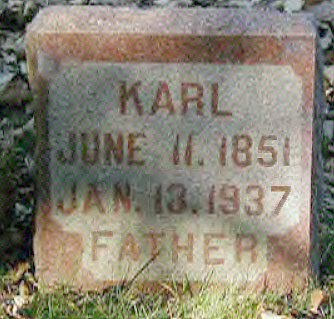 KARL
JUNE 11. 1851
JAN. 13. 1937
FATHER